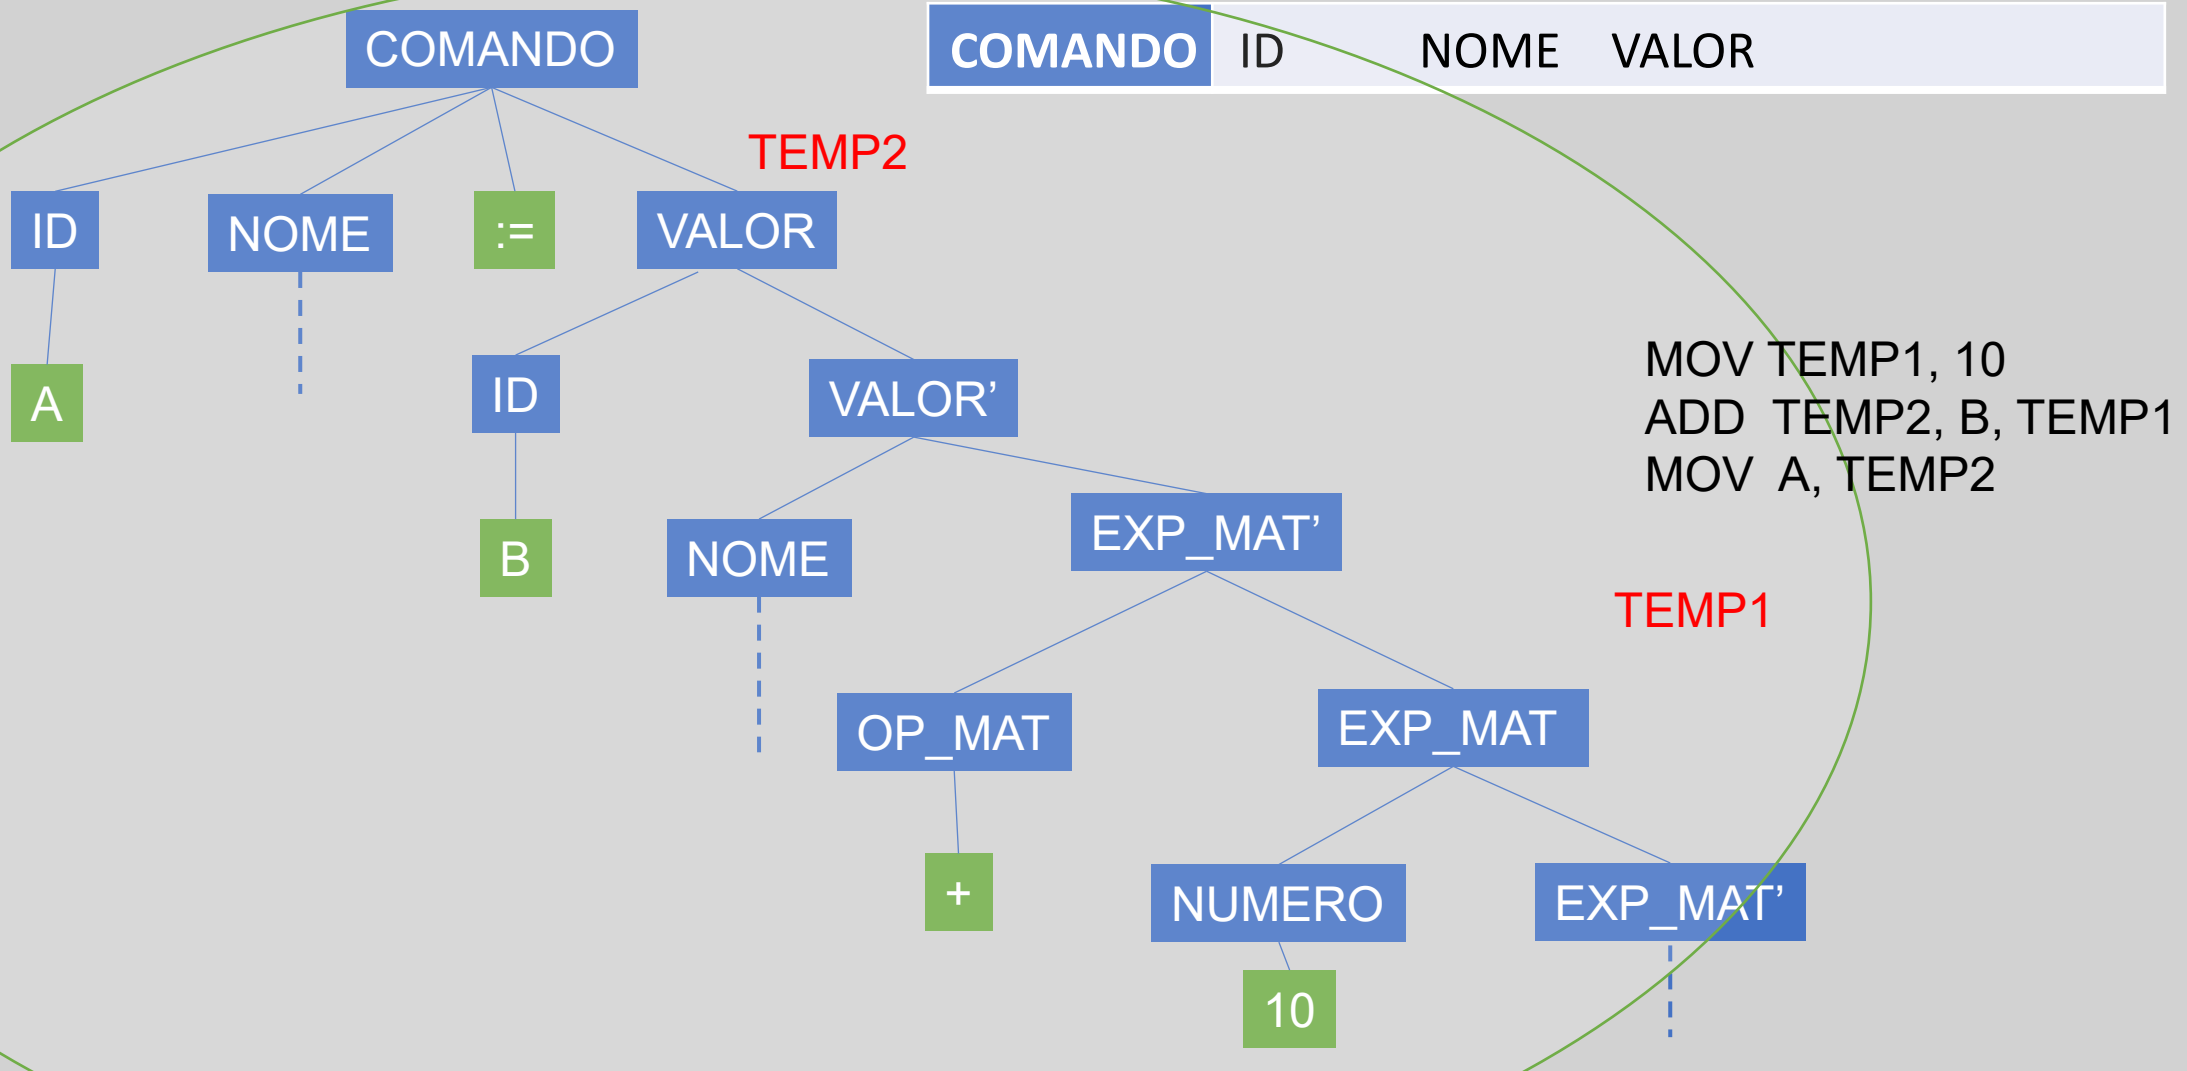 COMANDO
COMANDO ID NOME VALOR
TEMP2
ID NOME := VALOR
A
ID VALOR’
MOV TEMP1, 10
ADD TEMP2, B, TEMP1
MOV A, TEMP2
B NOME EXP_MAT’
TEMP1
OP_MAT EXP_MAT
+ NUMERO EXP_MAT’
10